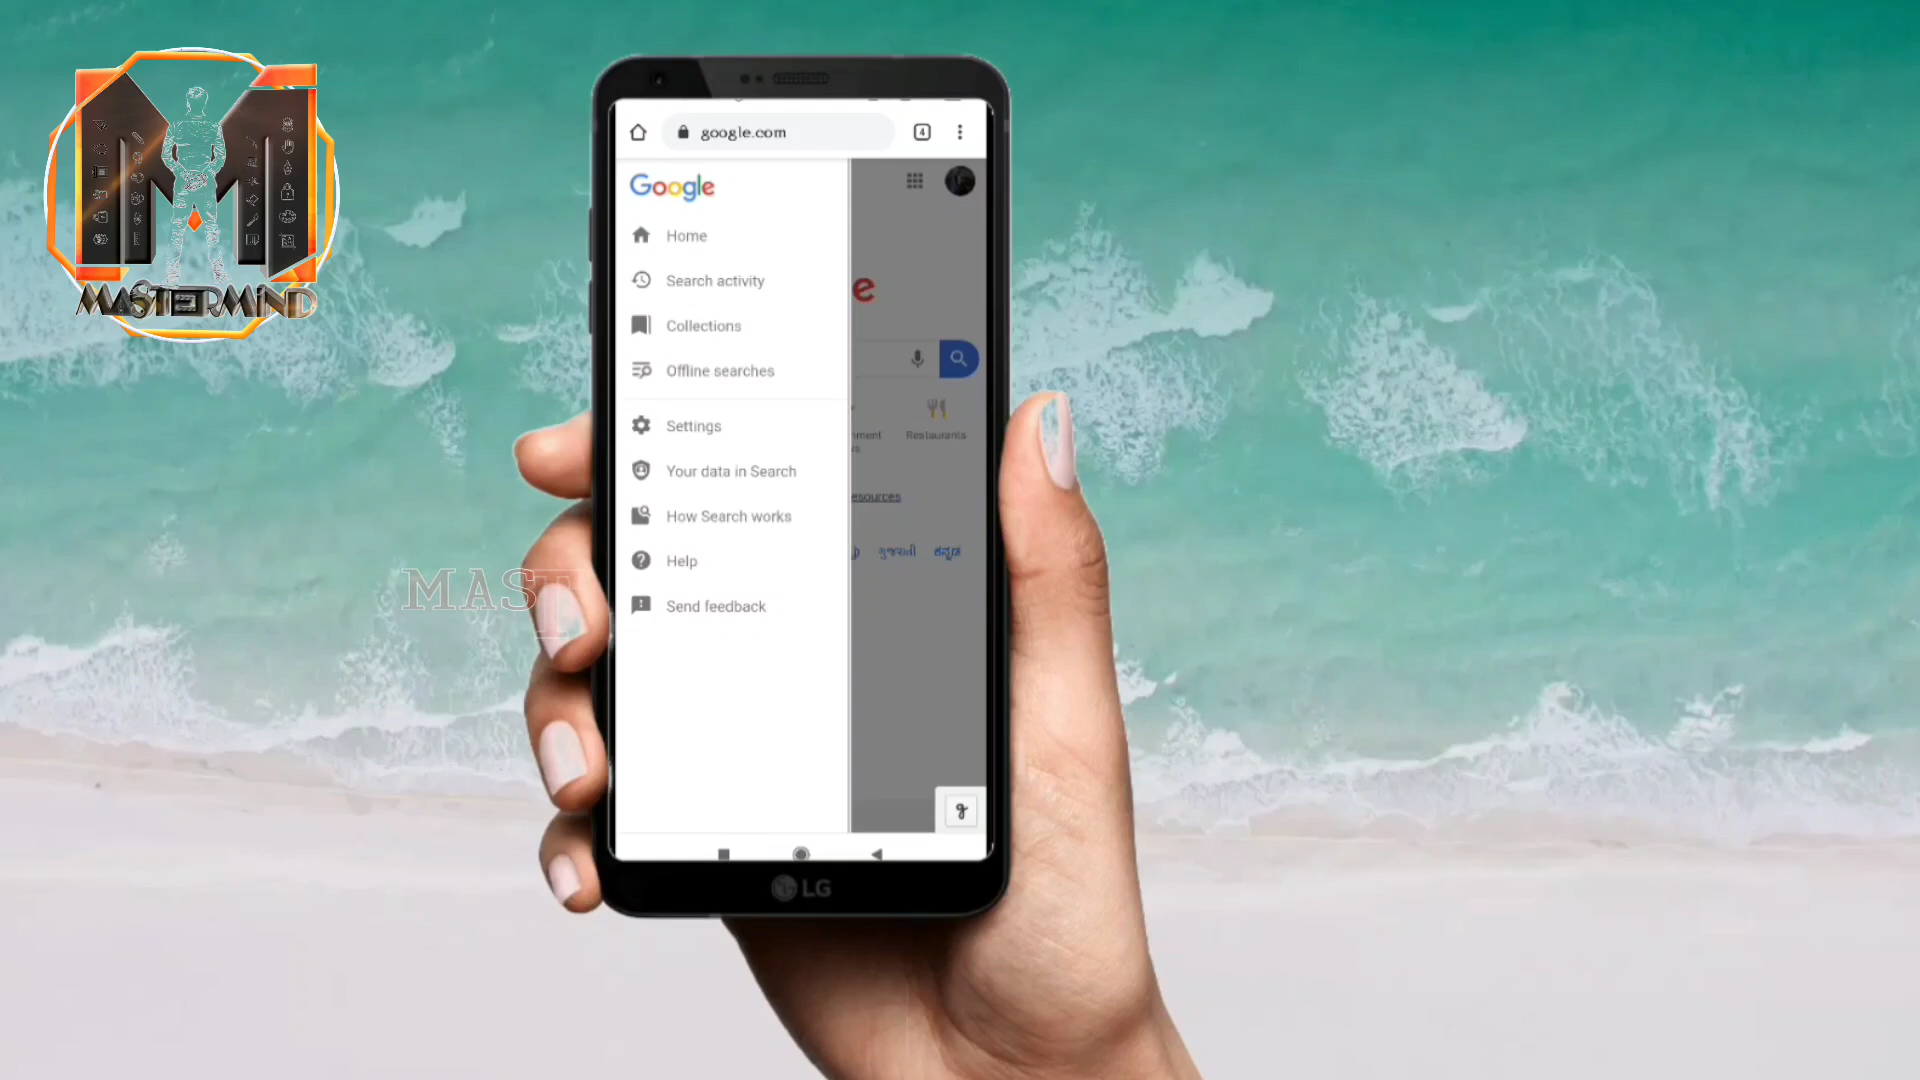 MASTERMIND
google.com
4
Google
Home
Search activity
Collections
Offline searches
Settings
Your data in Search
How Search works
Help
Send feedback
e
Restaurants
nment
esources
ગુજરાતી ಕನ್ನಡ
MAST
LG